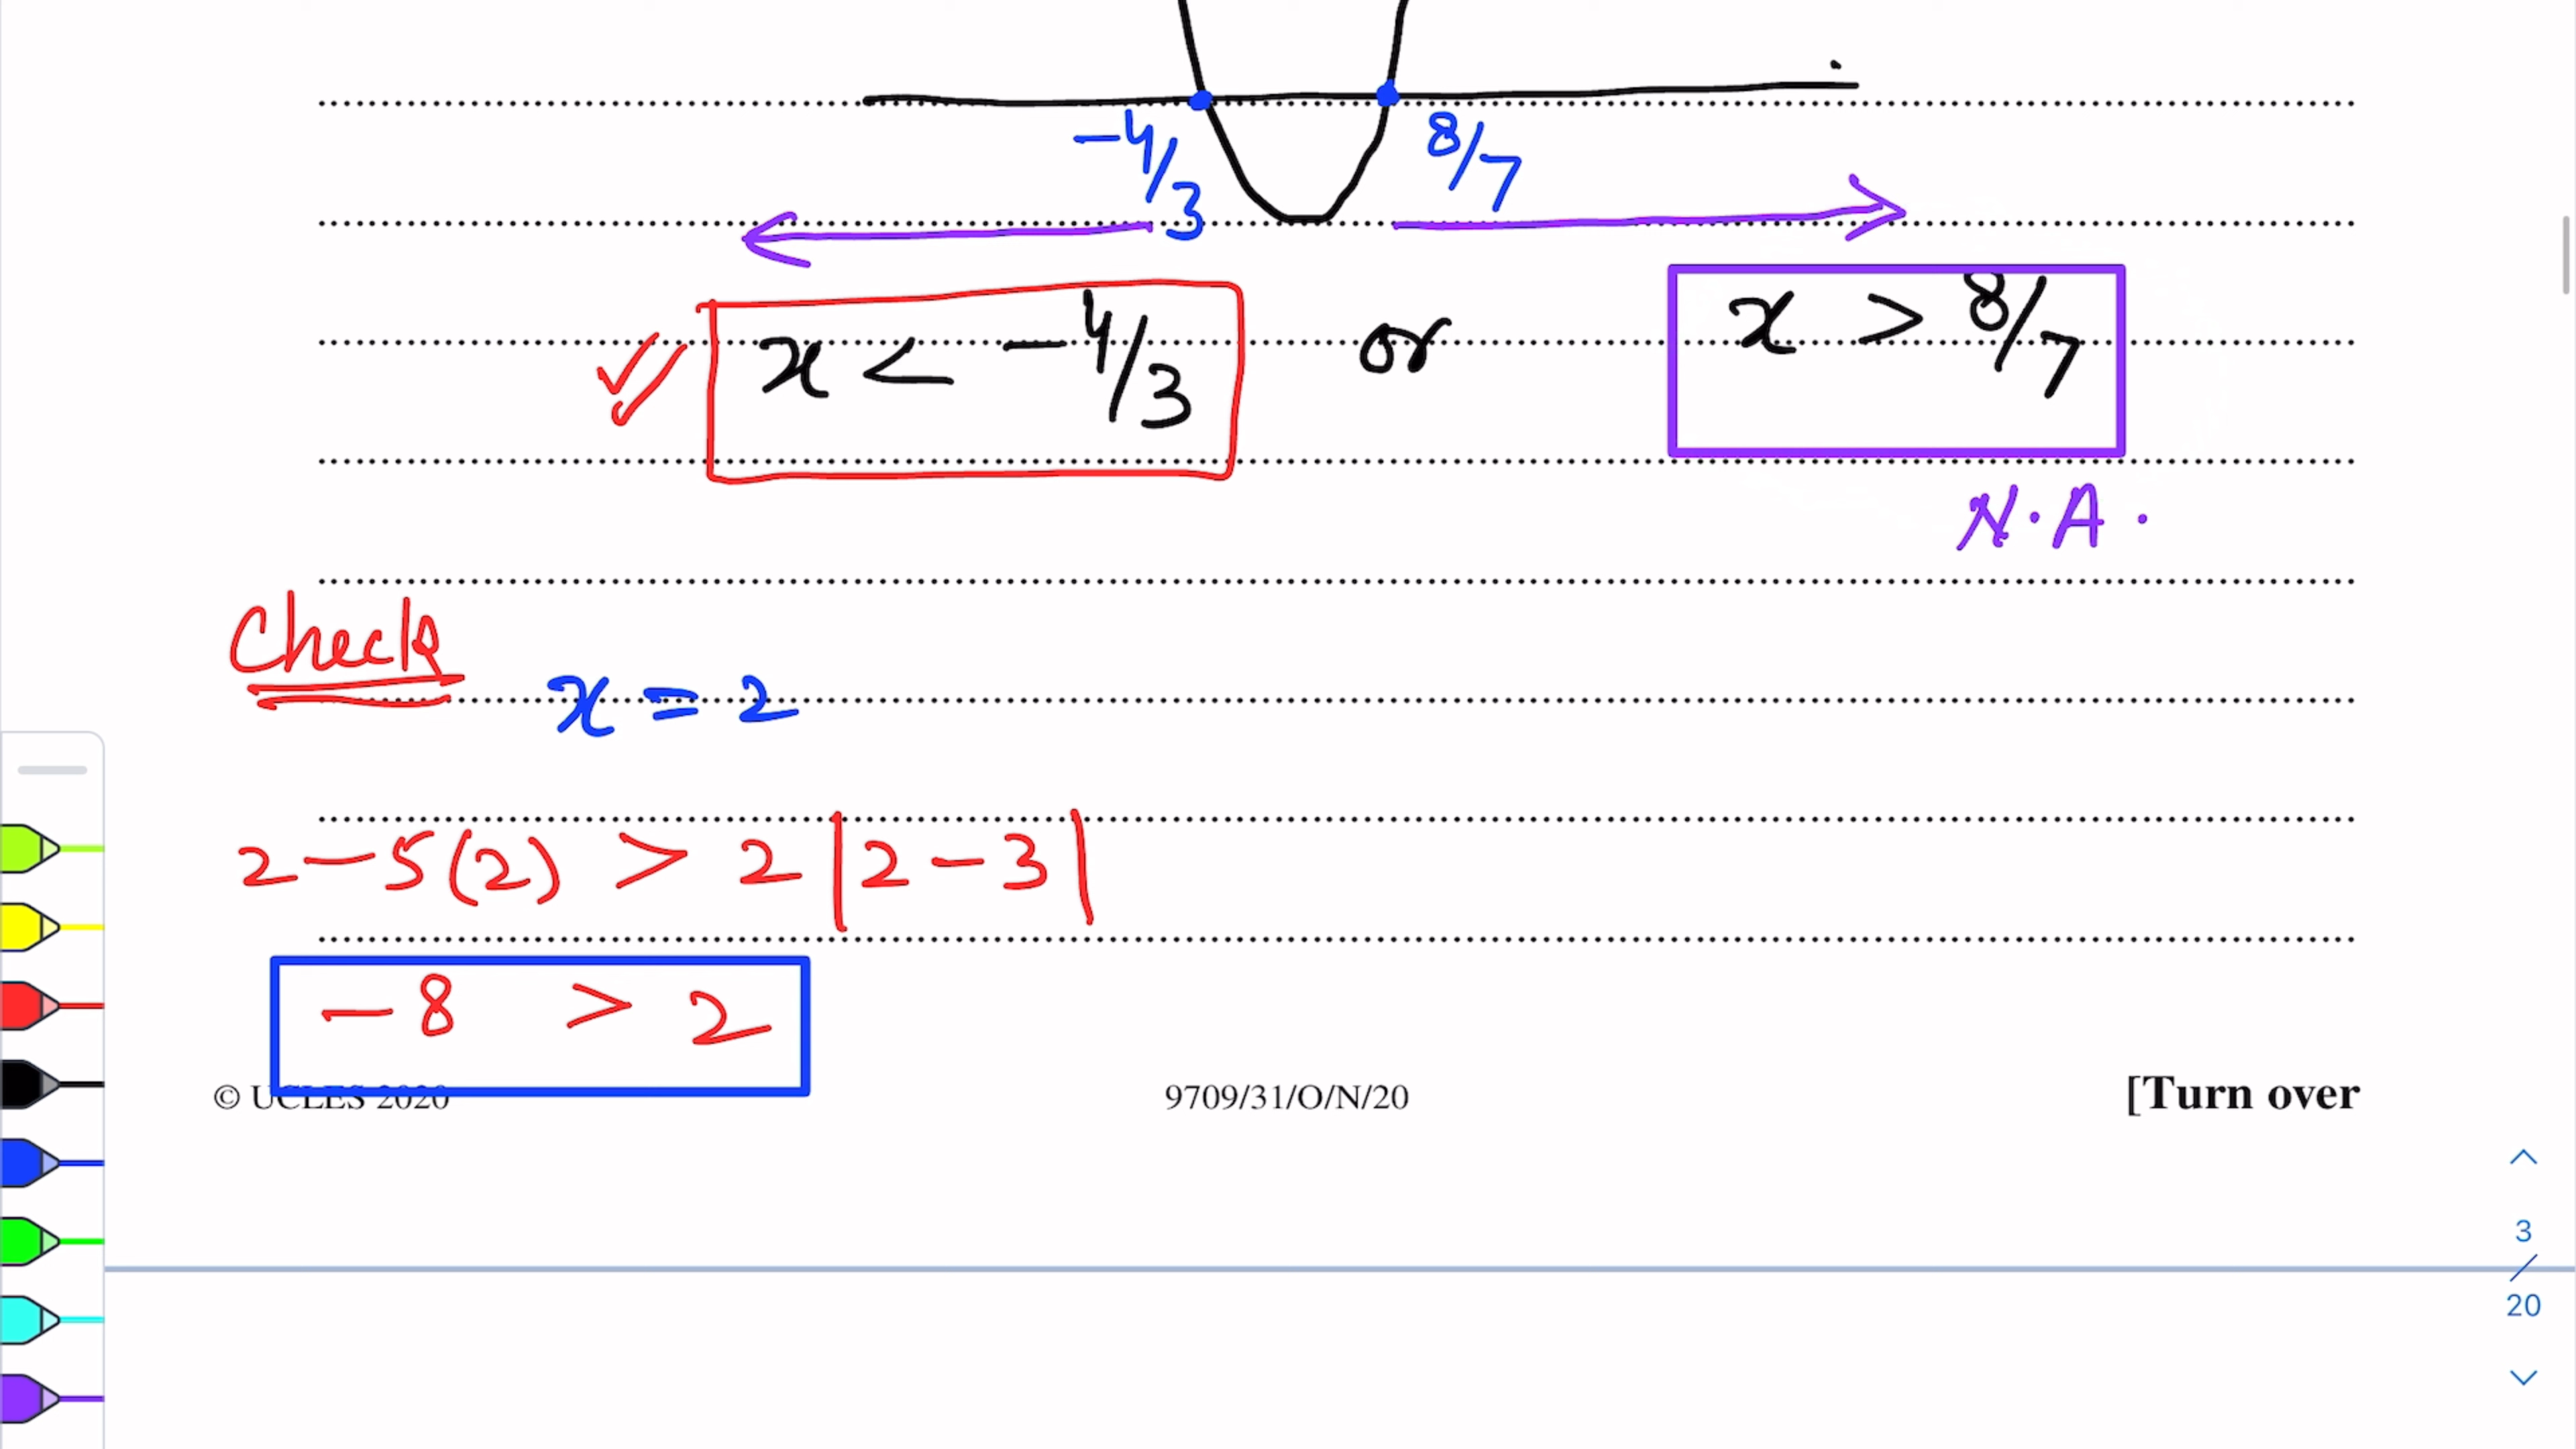 -4/3 8/7
x < -4/3 or x > 8/7
N.A.
Check
x = 2
2-5(2) > 2|2-3|
-8 > 2
© UCLES 2020 9709/31/O/N/20 [Turn over
3
/
20